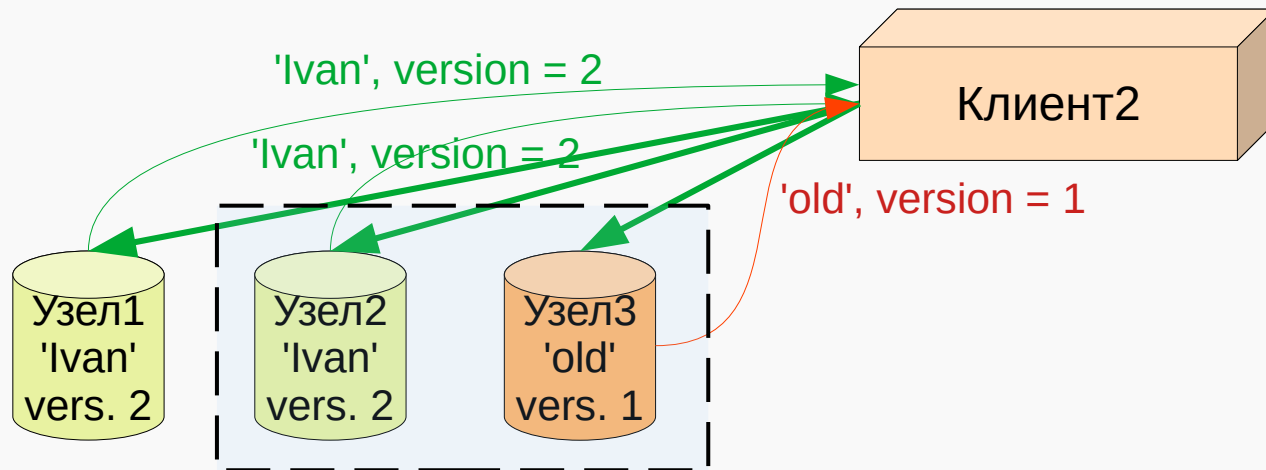 'Ivan', version = 2
Клиент2
'Ivan', version = 2
'old', version = 1
Узел1
'Ivan'
vers. 2
Узел2
'Ivan'
vers. 2
Узел3
'old'
vers. 1